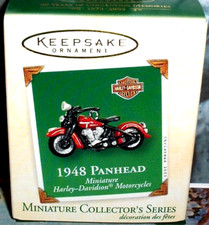 KEEPSAKE
ORNAMENT
HARLEY-DAVIDSON
1948 PANHEAD
Miniature
Harley-Davidson® Motorcycles
MINIATURE COLLECTOR'S SERIES
décoration des fêtes